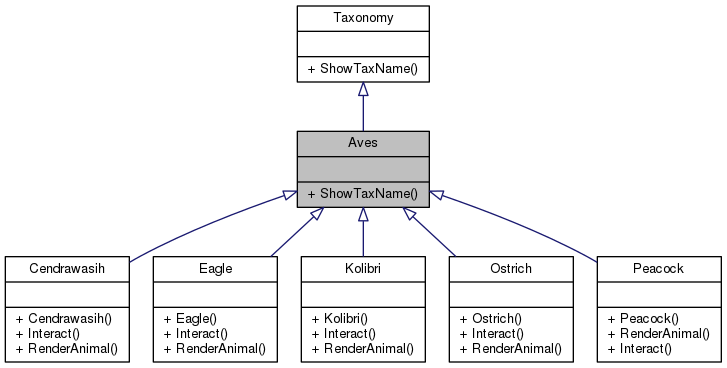 Taxonomy
+ ShowTaxName()
Aves
+ ShowTaxName()
Cendrawasih
+ Cendrawasih()
+ Interact()
+ RenderAnimal()
Eagle
+ Eagle()
+ Interact()
+ RenderAnimal()
Kolibri
+ Kolibri()
+ Interact()
+ RenderAnimal()
Ostrich
+ Ostrich()
+ Interact()
+ RenderAnimal()
Peacock
+ Peacock()
+ RenderAnimal()
+ Interact()